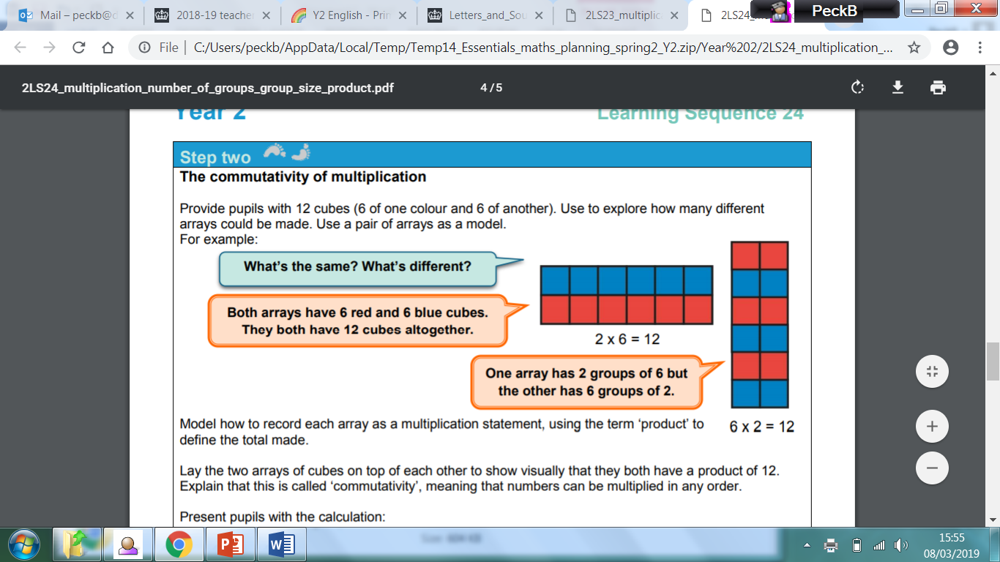 Mail – peckb@d
2018-19 teache
Y2 English - Prin
Letters_and_Sou
2LS23_multiplic
2LS24_m
PeckB
File | C:/Users/peckb/AppData/Local/Temp/Temp14_Essentials_maths_planning_spring2_Y2.zip/Year%202/2LS24_multiplication_...
2LS24_multiplication_number_of_groups_group_size_product.pdf
4 / 5
Year 2
Learning Sequence 24
Step two
The commutativity of multiplication
Provide pupils with 12 cubes (6 of one colour and 6 of another). Use to explore how many different
arrays could be made. Use a pair of arrays as a model.
For example:
What's the same? What's different?
Both arrays have 6 red and 6 blue cubes.
They both have 12 cubes altogether.
2 x 6 = 12
One array has 2 groups of 6 but
the other has 6 groups of 2.
6 x 2 = 12
Model how to record each array as a multiplication statement, using the term 'product' to
define the total made.
Lay the two arrays of cubes on top of each other to show visually that they both have a product of 12.
Explain that this is called 'commutativity', meaning that numbers can be multiplied in any order.
Present pupils with the calculation:
15:55
08/03/2019